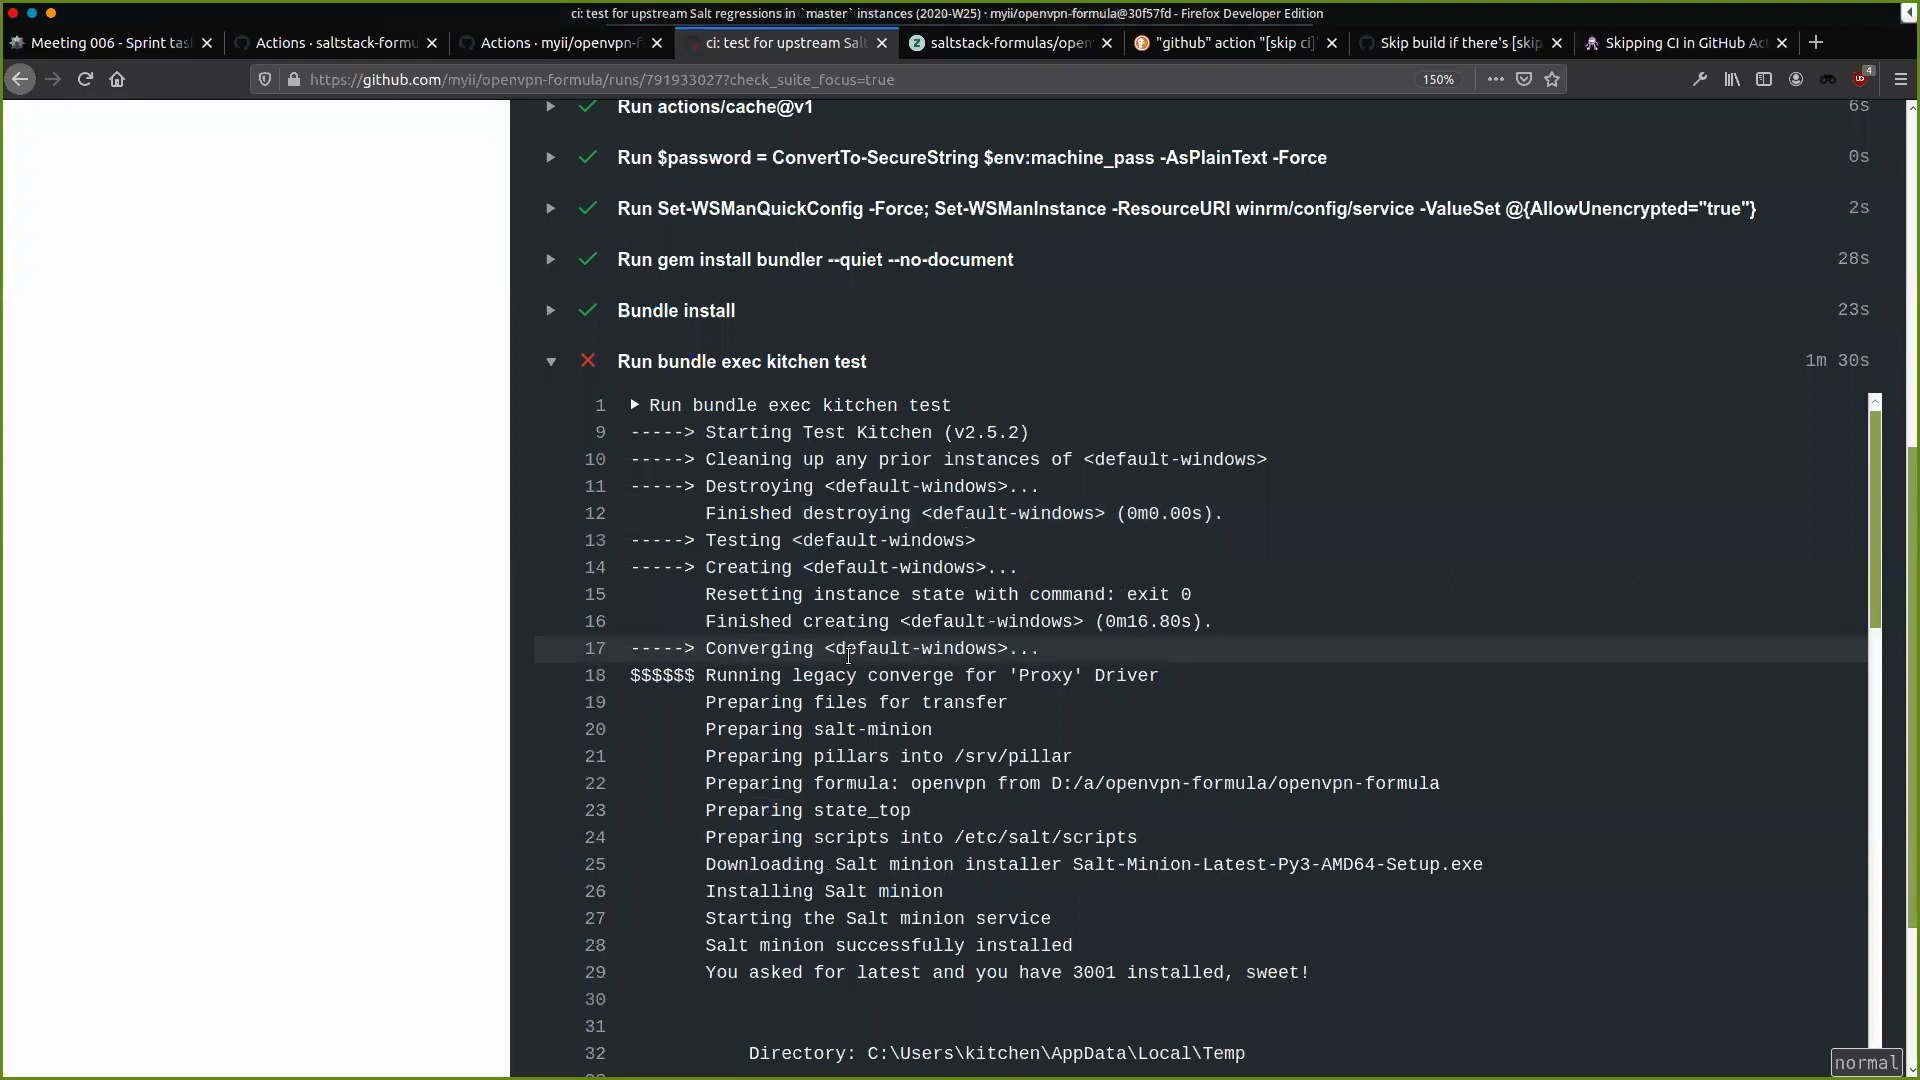 ci: test for upstream Salt regressions in `master` instances (2020-W25) · myii/openvpn-formula@30f57fd - Firefox Developer Edition
Meeting 006 - Sprint tas
Actions · saltstack-formu
Actions · myii/openvpn-f
ci: test for upstream Salt
saltstack-formulas/open
"github" action "[skip ci]
Skip build if there's [skip
Skipping CI in GitHub Act
https://github.com/myii/openvpn-formula/runs/791933027?check_suite_focus=true
150%
4
Run actions/cache@v1 6s
Run $password = ConvertTo-SecureString $env:machine_pass -AsPlainText -Force 0s
Run Set-WSManQuickConfig -Force; Set-WSManInstance -ResourceURI winrm/config/service -ValueSet @{AllowUnencrypted="true"} 2s
Run gem install bundler --quiet --no-document 28s
Bundle install 23s
Run bundle exec kitchen test 1m 30s
1 Run bundle exec kitchen test
9 -----> Starting Test Kitchen (v2.5.2)
10 -----> Cleaning up any prior instances of <default-windows>
11 -----> Destroying <default-windows>...
12 Finished destroying <default-windows> (0m0.00s).
13 -----> Testing <default-windows>
14 -----> Creating <default-windows>...
15 Resetting instance state with command: exit 0
16 Finished creating <default-windows> (0m16.80s).
17 -----> Converging <default-windows>...
18 $$$$$$ Running legacy converge for 'Proxy' Driver
19 Preparing files for transfer
20 Preparing salt-minion
21 Preparing pillars into /srv/pillar
22 Preparing formula: openvpn from D:/a/openvpn-formula/openvpn-formula
23 Preparing state_top
24 Preparing scripts into /etc/salt/scripts
25 Downloading Salt minion installer Salt-Minion-Latest-Py3-AMD64-Setup.exe
26 Installing Salt minion
27 Starting the Salt minion service
28 Salt minion successfully installed
29 You asked for latest and you have 3001 installed, sweet!
30
31
32 Directory: C:\Users\kitchen\AppData\Local\Temp
normal